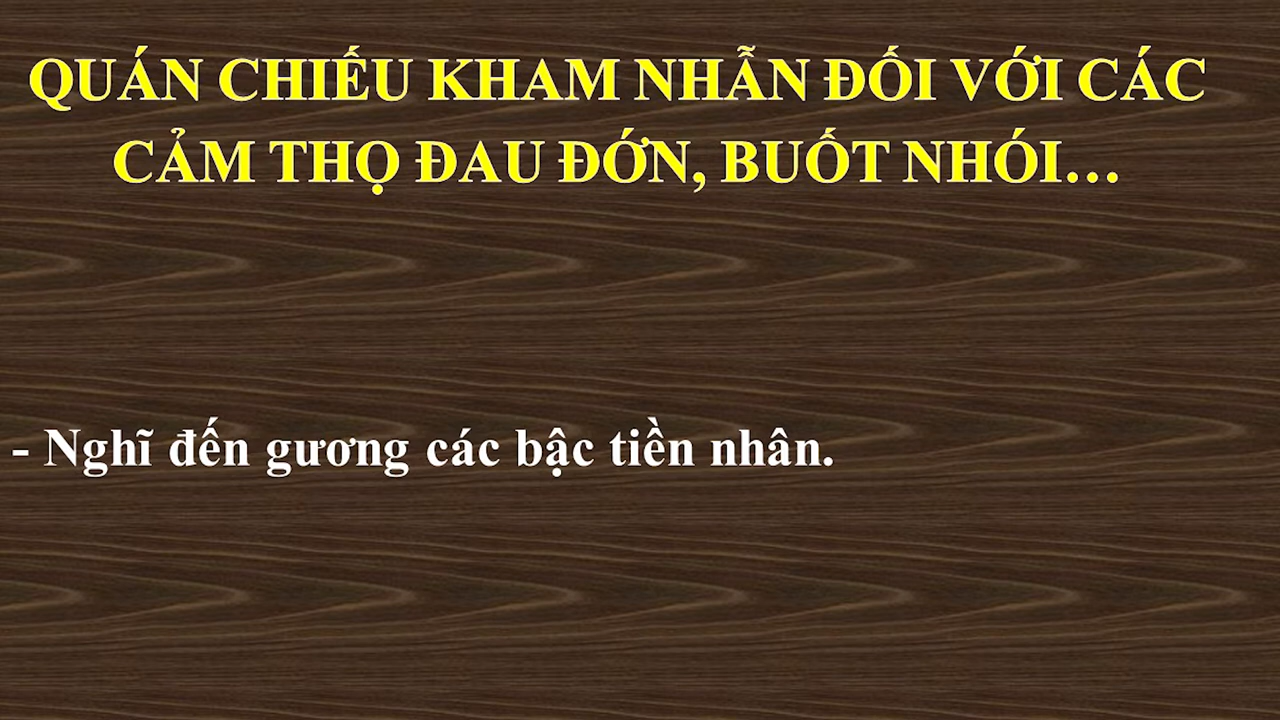 QUÁN CHIẾU KHAM NHẪN ĐỐI VỚI CÁC
CẢM THỌ ĐAU ĐỚN, BUỐT NHÓI…
- Nghĩ đến gương các bậc tiền nhân.